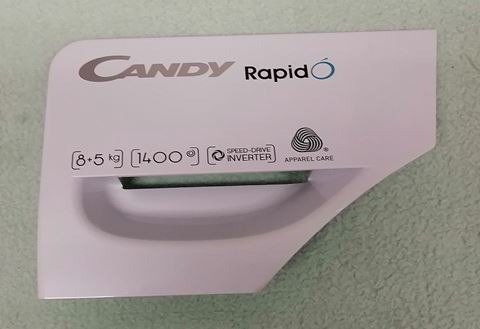 CANDY RapidÓ
8+5 kg 1400 SPEED-DRIVE INVERTER ® APPAREL CARE